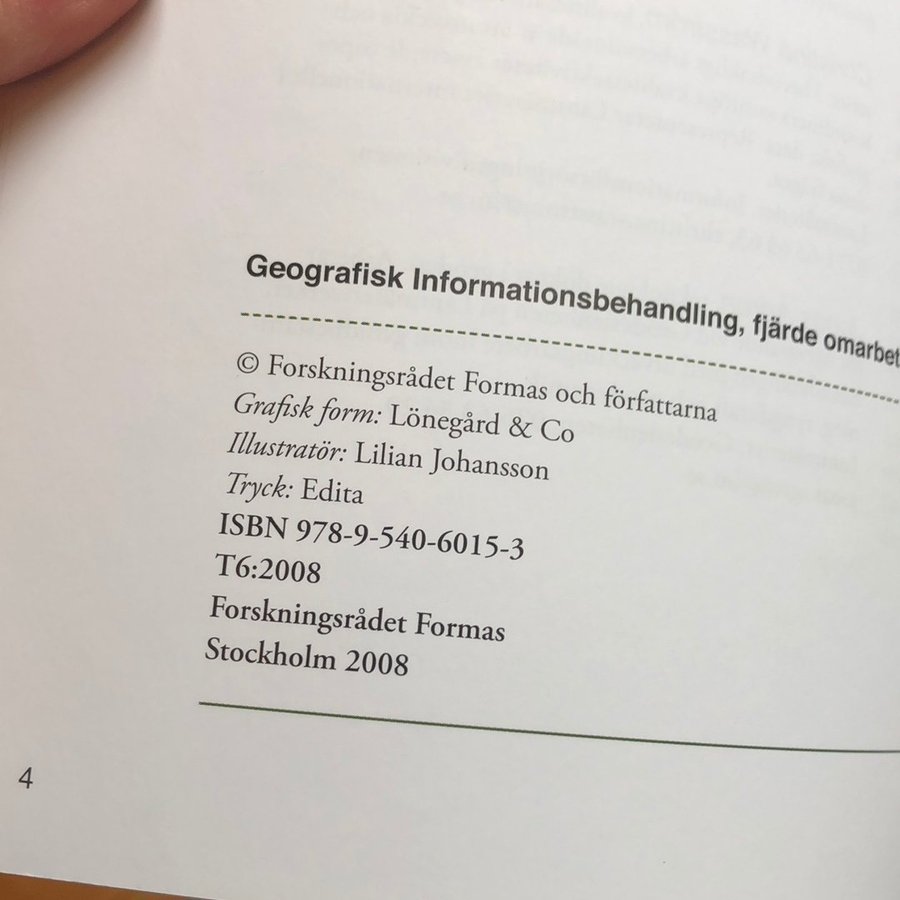 Geografisk Informationsbehandling, fjärde omarbet
© Forskningsrådet Formas och författarna
Grafisk form: Lönegård & Co
Illustratör: Lilian Johansson
Tryck: Edita
ISBN 978-9-540-6015-3
T6:2008
Forskningsrådet Formas
Stockholm 2008
4